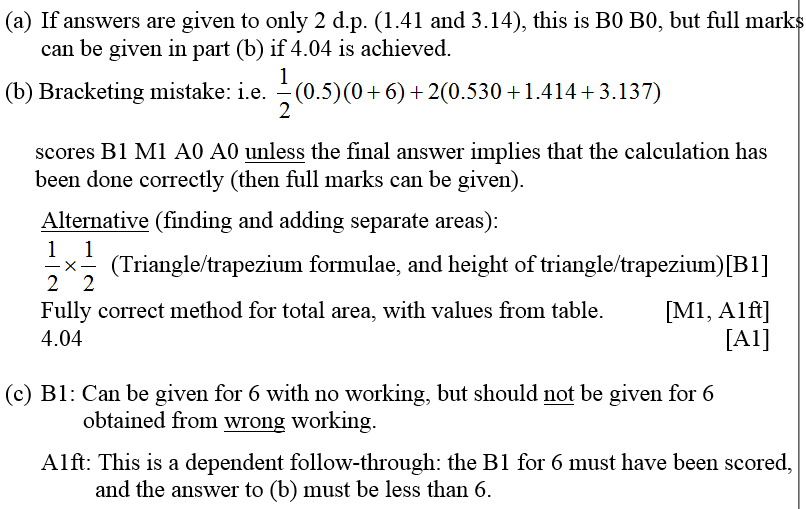 (a) If answers are given to only 2 d.p. (1.41 and 3.14), this is B0 B0, but full marks
can be given in part (b) if 4.04 is achieved.
(b) Bracketing mistake: i.e. 1/2 (0.5)(0 + 6) + 2(0.530 + 1.414 + 3.137)
scores B1 M1 A0 A0 unless the final answer implies that the calculation has
been done correctly (then full marks can be given).
Alternative (finding and adding separate areas):
1/2 × 1/2 (Triangle/trapezium formulae, and height of triangle/trapezium)[B1]
Fully correct method for total area, with values from table. [M1, A1ft]
4.04 [A1]
(c) B1: Can be given for 6 with no working, but should not be given for 6
obtained from wrong working.
A1ft: This is a dependent follow-through: the B1 for 6 must have been scored,
and the answer to (b) must be less than 6.